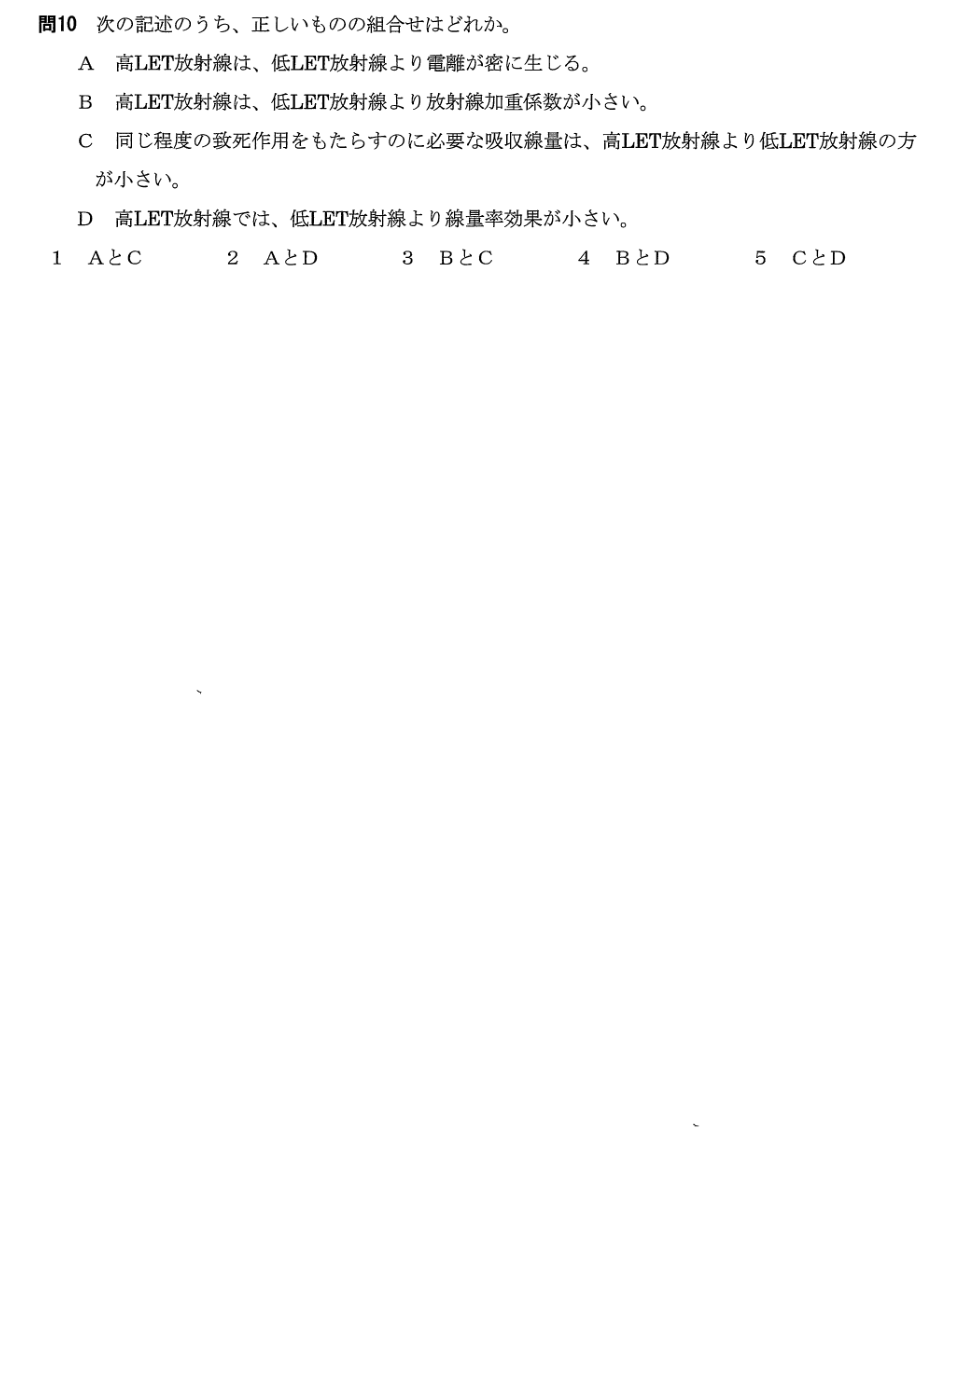 問10 次の記述のうち、正しいものの組合せはどれか。
A 高LET放射線は、低LET放射線より電離が密に生じる。
B 高LET放射線は、低LET放射線より放射線加重係数が小さい。
C 同じ程度の致死作用をもたらすのに必要な吸収線量は、高LET放射線より低LET放射線の方
が小さい。
D 高LET放射線では、低LET放射線より線量率効果が小さい。
1 AとC 2 AとD 3 BとC 4 BとD 5 CとD